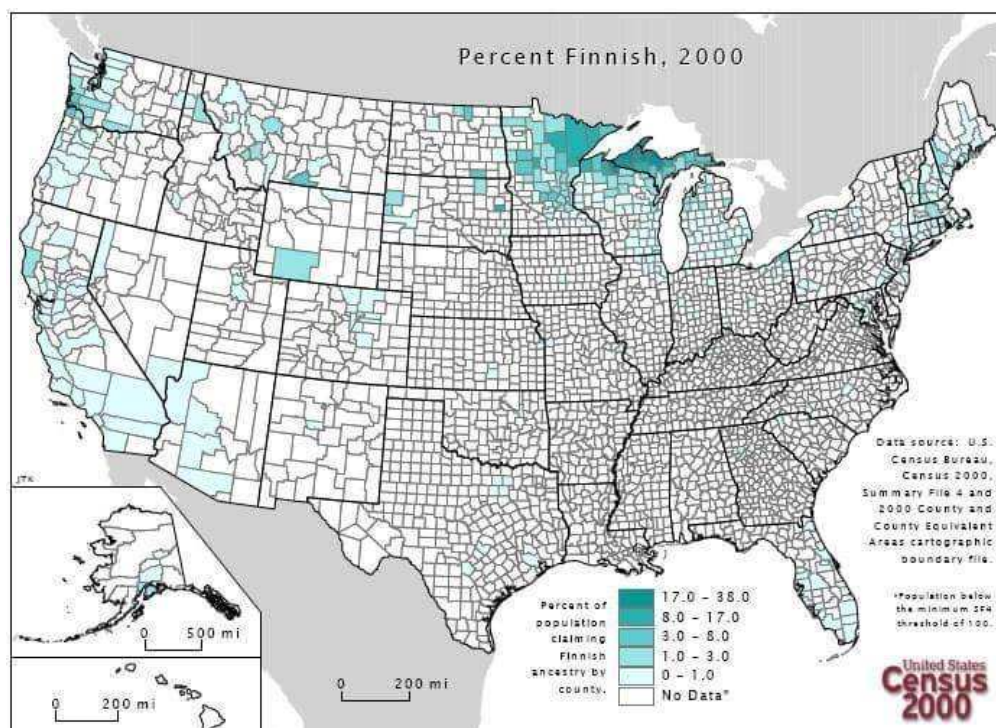 Percent Finnish, 2000
Data source: U.S.
Census Bureau,
Census 2000,
Summary File 4 and
2000 County and
County Equivalent
Areas cartographic
boundary file.
*Population below
the minimum SF4
threshold of 100.
JTK
0 500 mi
0 200 mi
0 200 mi
Percent of
population
claiming
Finnish
ancestry by
county.
17.0 – 38.0
8.0 – 17.0
3.0 – 8.0
1.0 – 3.0
0 – 1.0
No Data*
United States
Census
2000